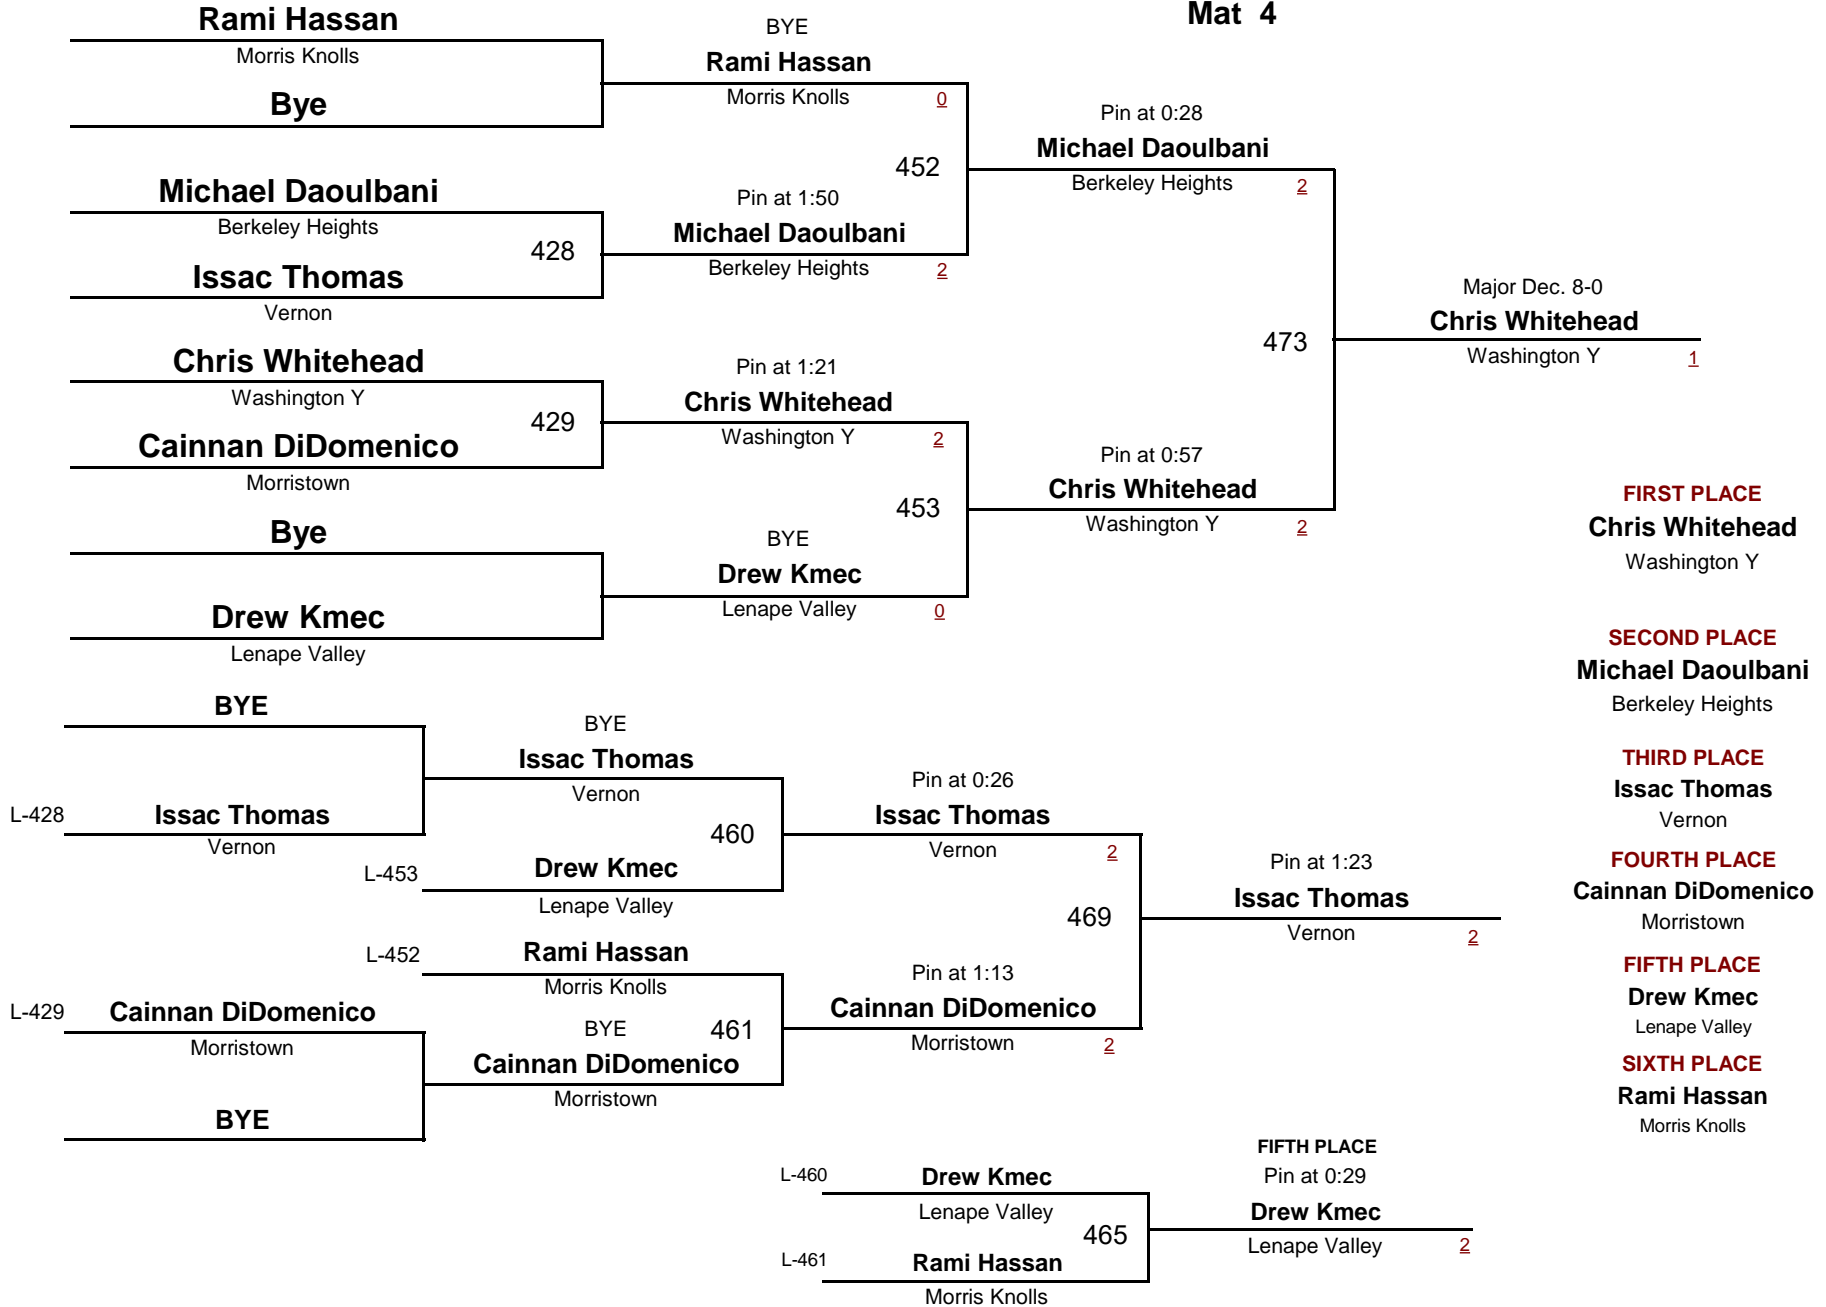 Mat 4
Rami Hassan
Morris Knolls
Bye
BYE
Rami Hassan
Morris Knolls
0
Michael Daoulbani
Berkeley Heights
428
Issac Thomas
Vernon
Pin at 1:50
Michael Daoulbani
Berkeley Heights
2
452
Pin at 0:28
Michael Daoulbani
Berkeley Heights
2
Chris Whitehead
Washington Y
429
Cainnan DiDomenico
Morristown
Pin at 1:21
Chris Whitehead
Washington Y
2
Bye
Drew Kmec
Lenape Valley
453
BYE
Drew Kmec
Lenape Valley
0
Pin at 0:57
Chris Whitehead
Washington Y
2
473
Major Dec. 8-0
Chris Whitehead
Washington Y
1
FIRST PLACE
Chris Whitehead
Washington Y
SECOND PLACE
Michael Daoulbani
Berkeley Heights
THIRD PLACE
Issac Thomas
Vernon
FOURTH PLACE
Cainnan DiDomenico
Morristown
FIFTH PLACE
Drew Kmec
Lenape Valley
SIXTH PLACE
Rami Hassan
Morris Knolls
BYE
L-428
Issac Thomas
Vernon
BYE
Issac Thomas
Vernon
460
L-453
Drew Kmec
Lenape Valley
Pin at 0:26
Issac Thomas
Vernon
2
L-452
Rami Hassan
Morris Knolls
L-429
Cainnan DiDomenico
Morristown
BYE
BYE
461
Cainnan DiDomenico
Morristown
Pin at 1:13
Cainnan DiDomenico
Morristown
2
469
Pin at 1:23
Issac Thomas
Vernon
2
L-460
Drew Kmec
Lenape Valley
465
L-461
Rami Hassan
Morris Knolls
FIFTH PLACE
Pin at 0:29
Drew Kmec
Lenape Valley
2